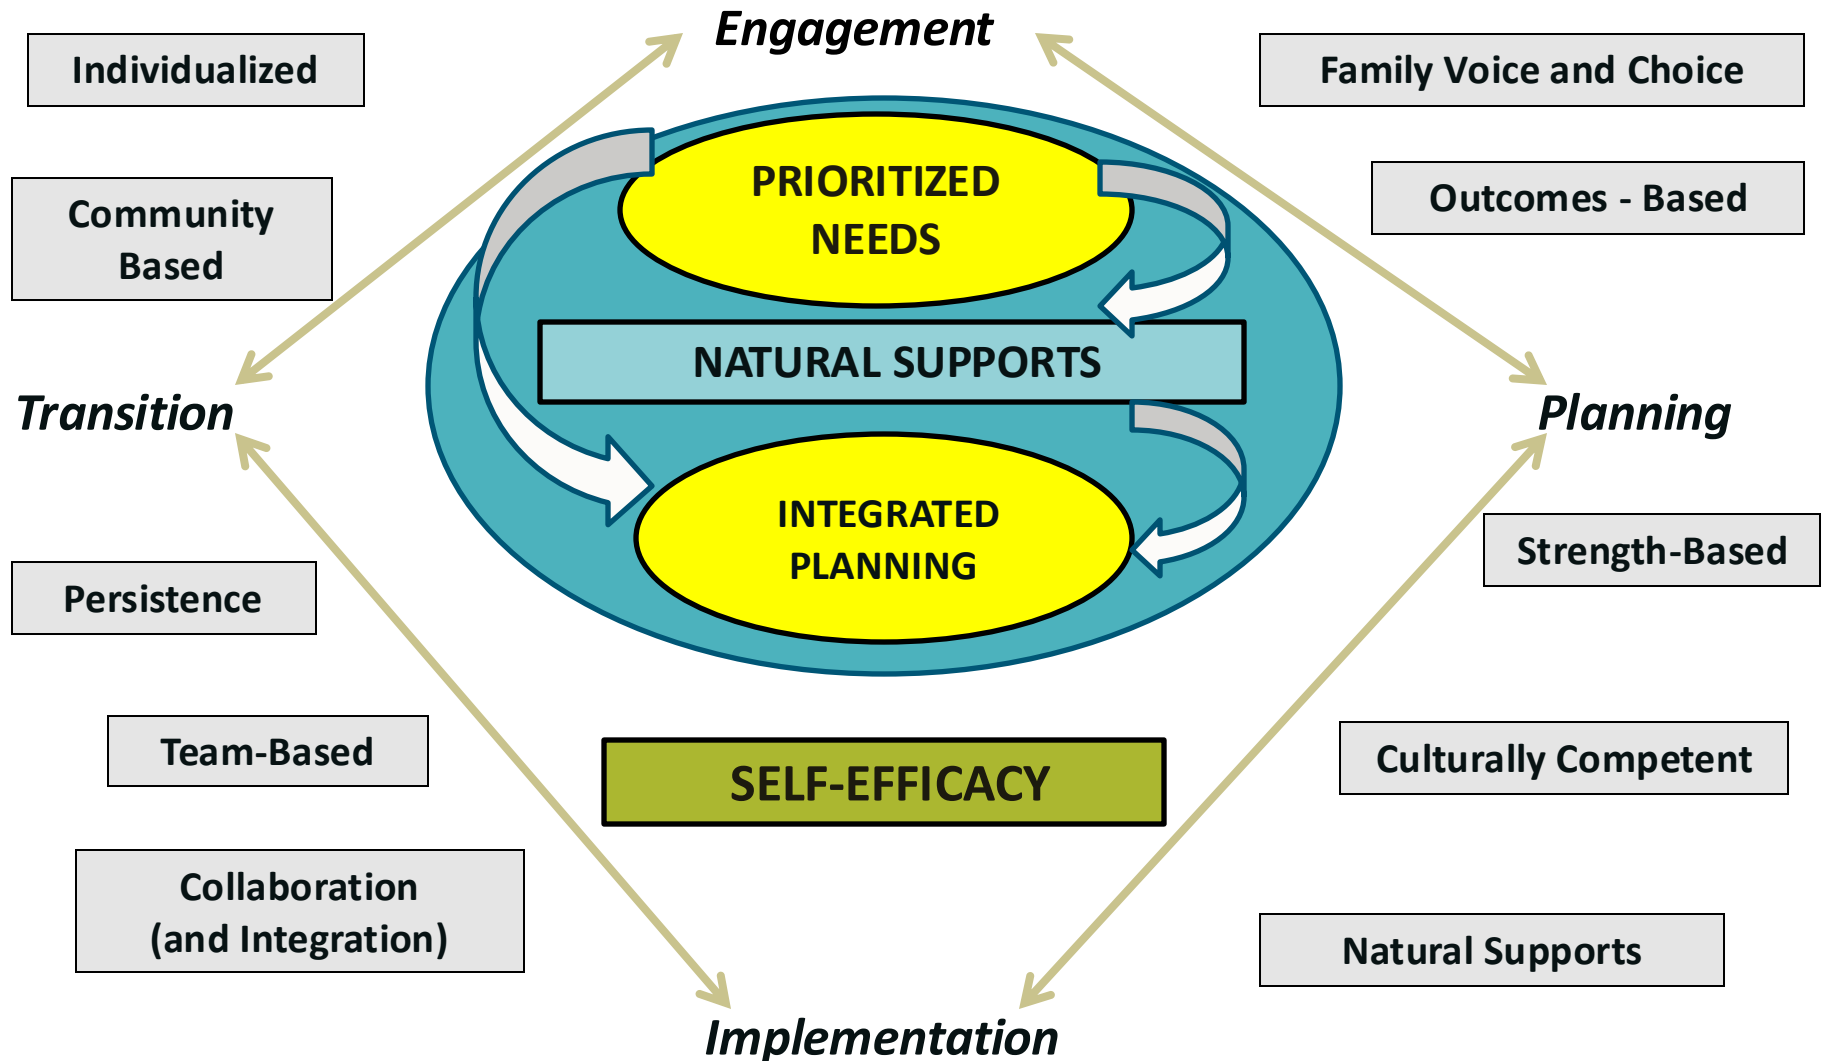 Engagement
Individualized
Family Voice and Choice
Community
Based
PRIORITIZED
NEEDS
Outcomes - Based
NATURAL SUPPORTS
Transition
Planning
INTEGRATED
PLANNING
Strength-Based
Persistence
Team-Based
SELF-EFFICACY
Culturally Competent
Collaboration
(and Integration)
Natural Supports
Implementation